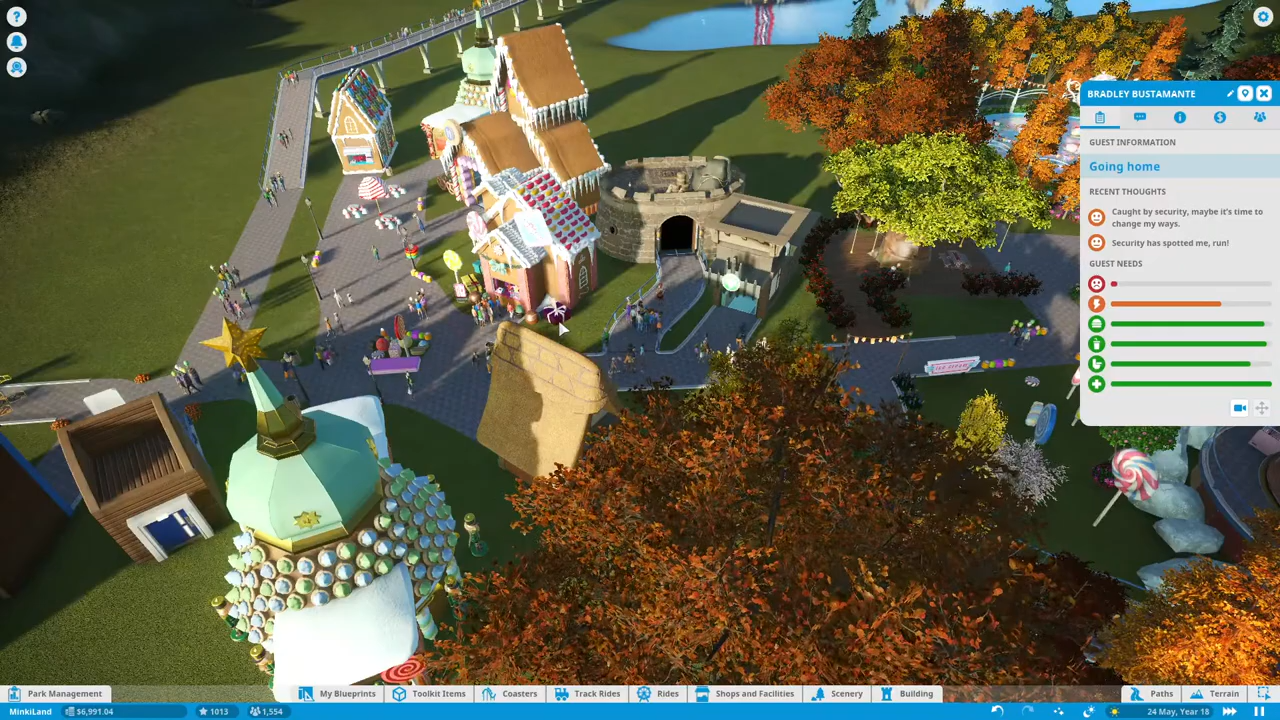 BRADLEY BUSTAMANTE
GUEST INFORMATION
Going home
RECENT THOUGHTS
Caught by security, maybe it's time to
change my ways.
Security has spotted me, run!
GUEST NEEDS
Park Management
My Blueprints
Toolkit Items
Coasters
Track Rides
Rides
Shops and Facilities
Scenery
Building
Paths
Terrain
MinkiLand
$6,991.04
1013
1,554
24 May, Year 18